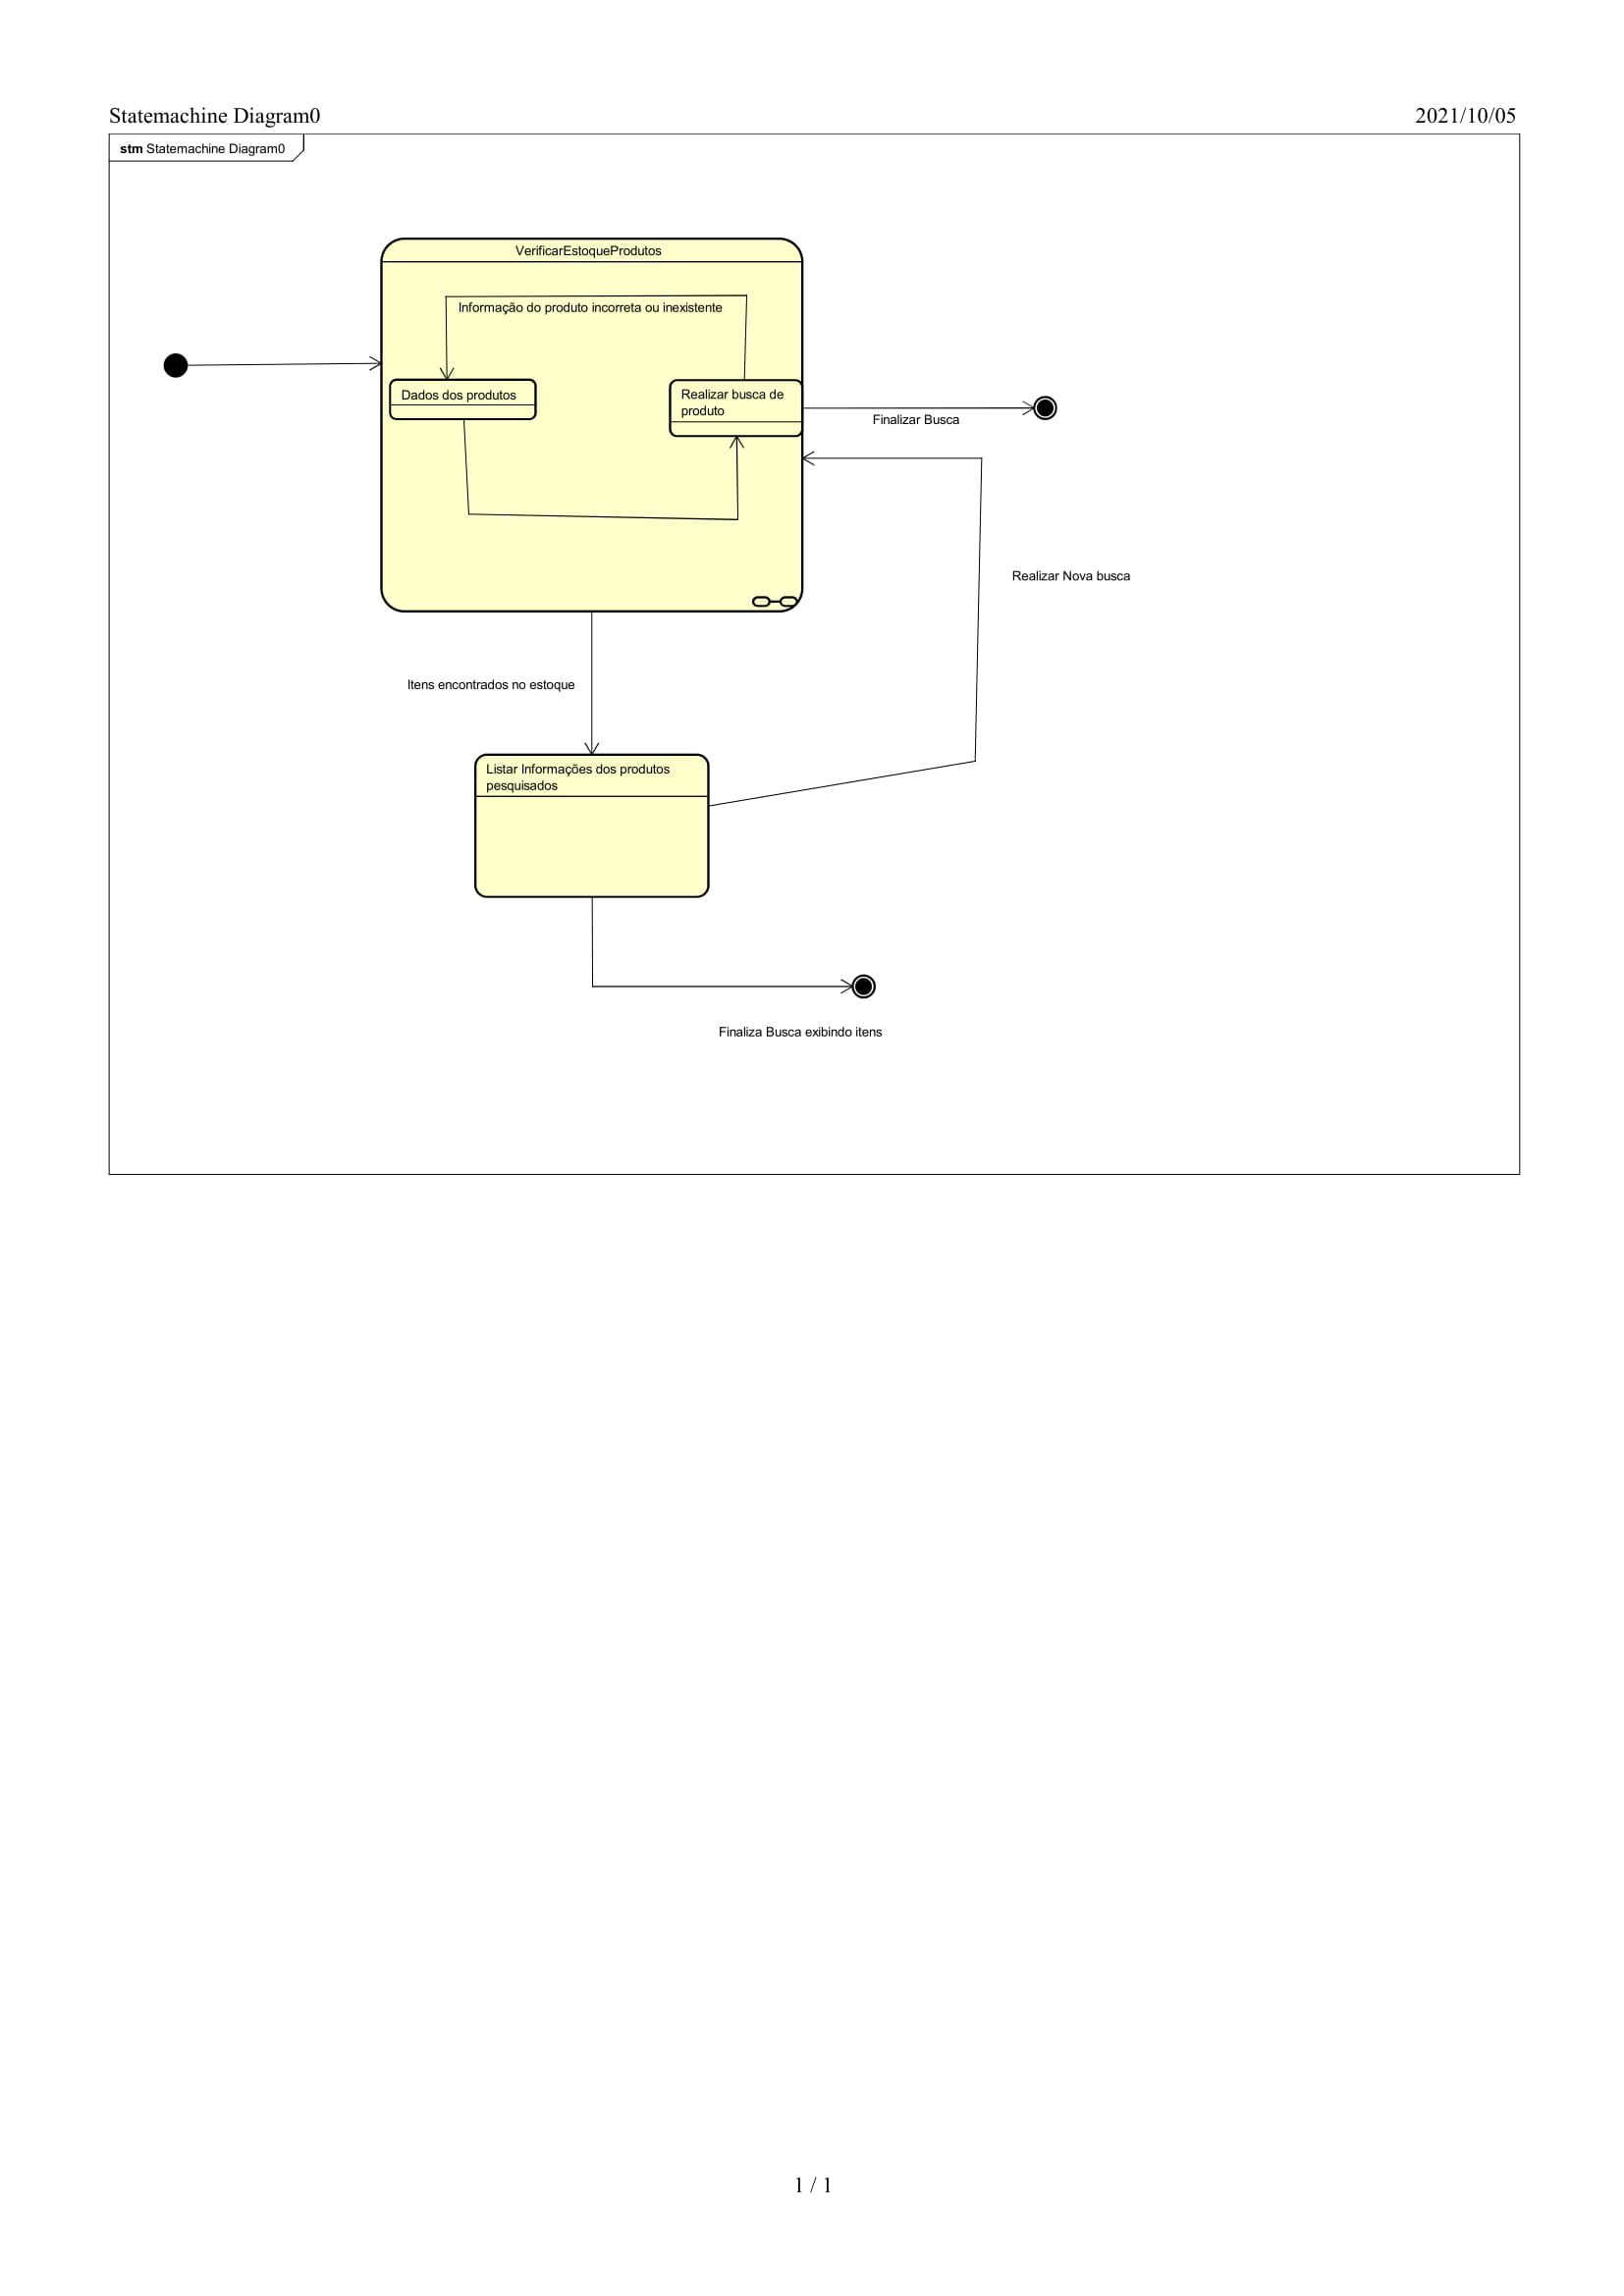 Statemachine Diagram0
2021/10/05
stm Statemachine Diagram0
VerificarEstoqueProdutos
Informação do produto incorreta ou inexistente
Dados dos produtos
Realizar busca de
produto
Finalizar Busca
Realizar Nova busca
Itens encontrados no estoque
Listar Informações dos produtos
pesquisados
Finaliza Busca exibindo itens
1 / 1